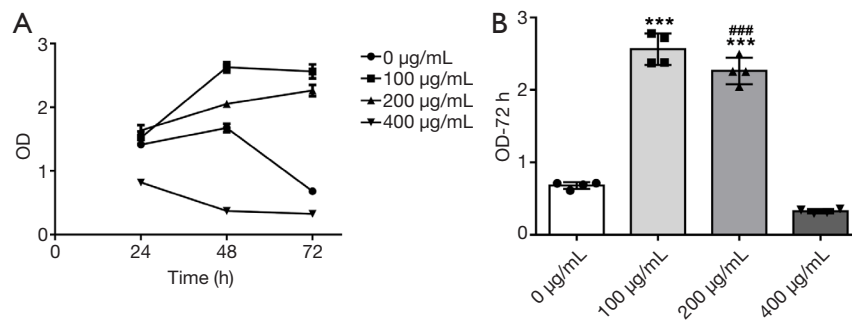 A
3
2
1
0
OD
0
24
48
72
Time (h)
0 µg/mL
100 µg/mL
200 µg/mL
400 µg/mL
B
3
2
1
0
OD-72 h
***
###
***
0 µg/mL
100 µg/mL
200 µg/mL
400 µg/mL